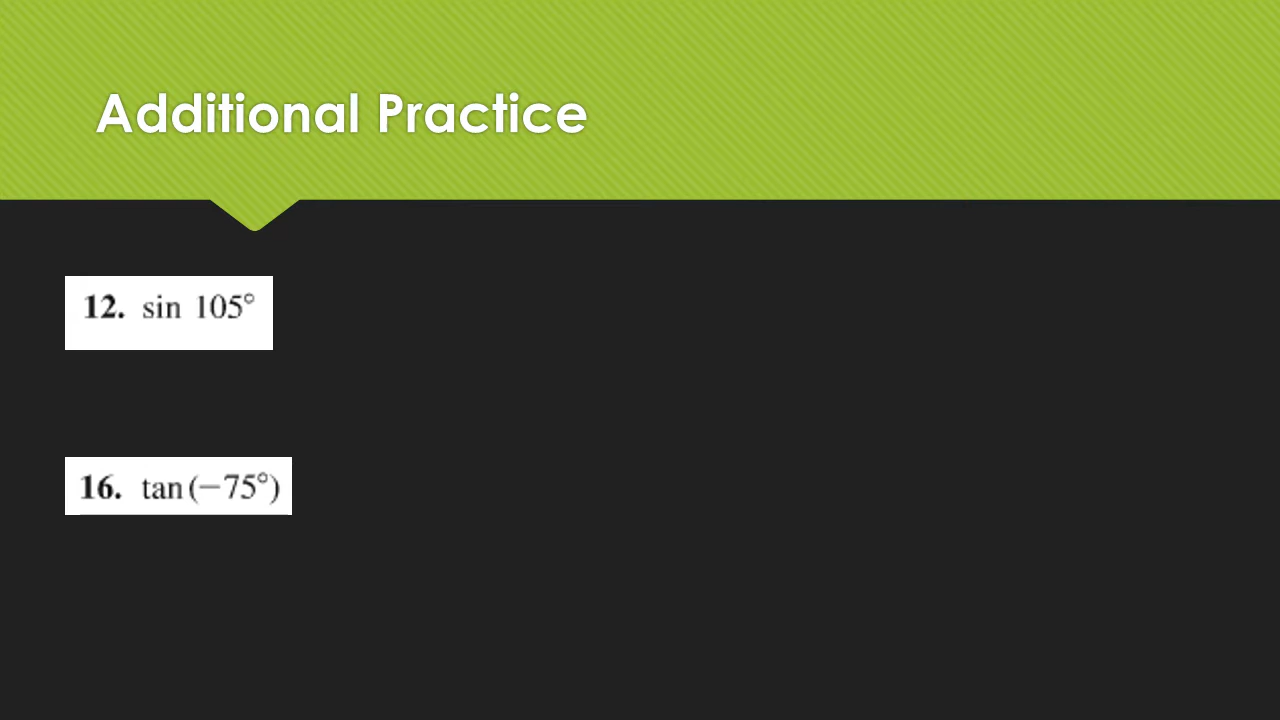 Additional Practice
12. sin 105°
16. tan (−75°)